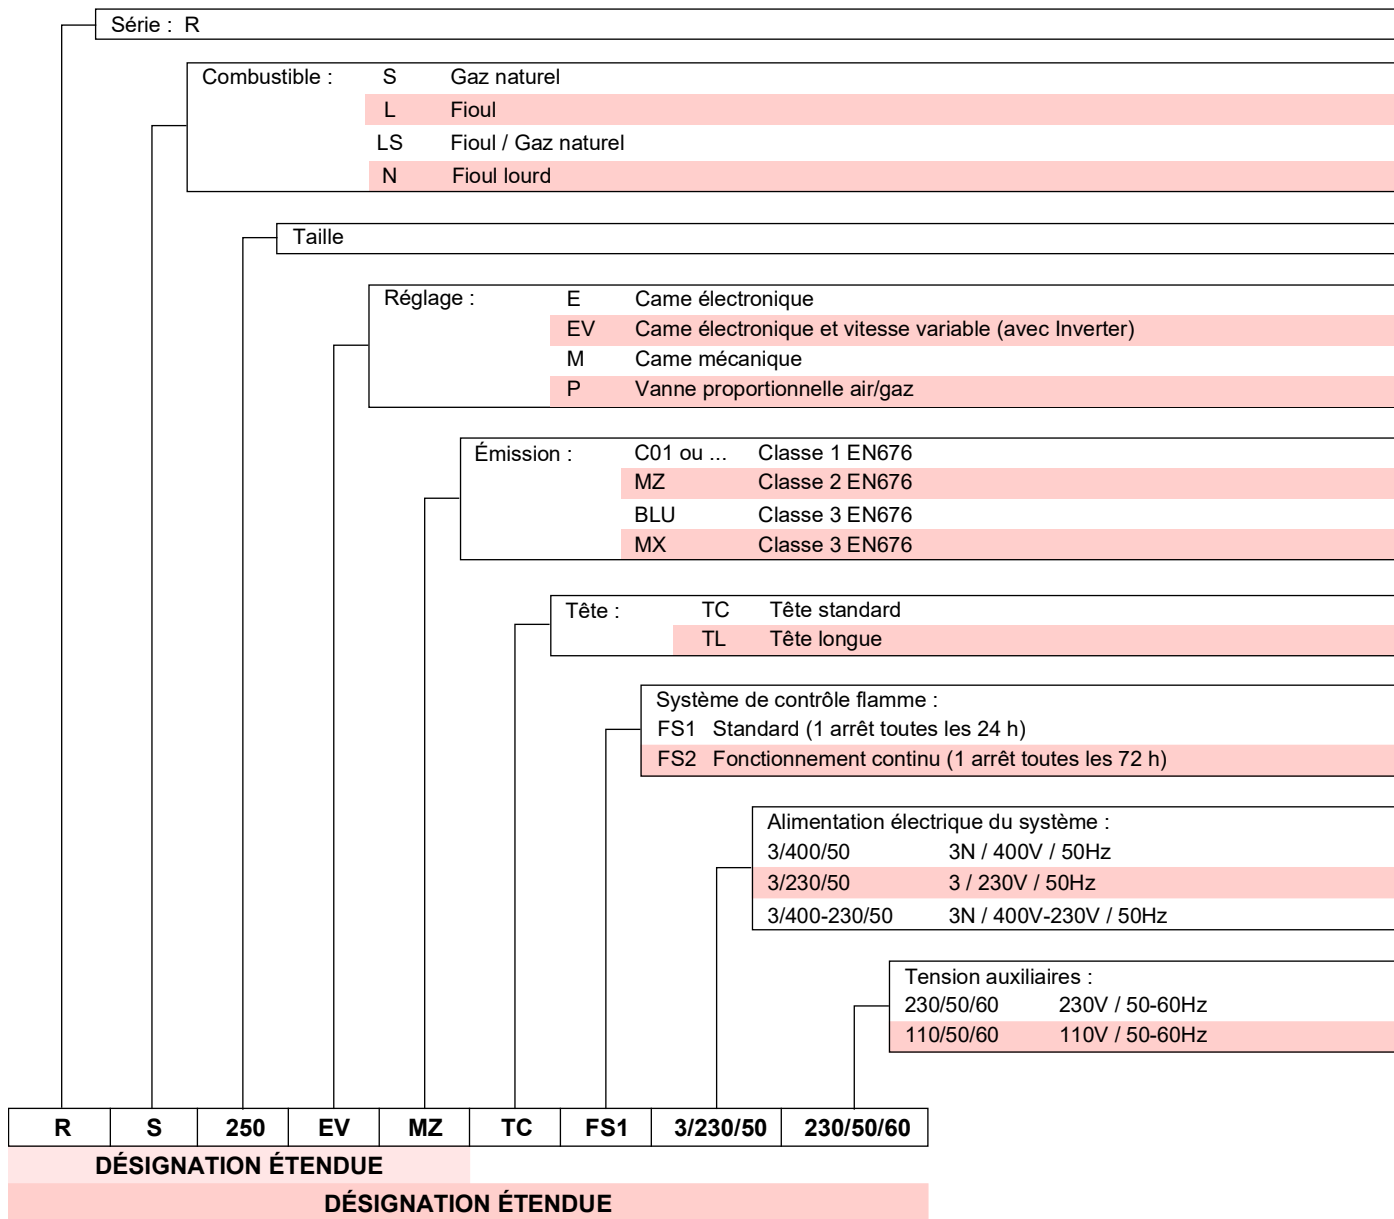 Série : R
Combustible : S Gaz naturel
L Fioul
LS Fioul / Gaz naturel
N Fioul lourd
Taille
Réglage : E Came électronique
EV Came électronique et vitesse variable (avec Inverter)
M Came mécanique
P Vanne proportionnelle air/gaz
Émission : C01 ou ... Classe 1 EN676
MZ Classe 2 EN676
BLU Classe 3 EN676
MX Classe 3 EN676
Tête : TC Tête standard
TL Tête longue
Système de contrôle flamme :
FS1 Standard (1 arrêt toutes les 24 h)
FS2 Fonctionnement continu (1 arrêt toutes les 72 h)
Alimentation électrique du système :
3/400/50 3N / 400V / 50Hz
3/230/50 3 / 230V / 50Hz
3/400-230/50 3N / 400V-230V / 50Hz
Tension auxiliaires :
230/50/60 230V / 50-60Hz
110/50/60 110V / 50-60Hz
R S 250 EV MZ TC FS1 3/230/50 230/50/60
DÉSIGNATION ÉTENDUE
DÉSIGNATION ÉTENDUE